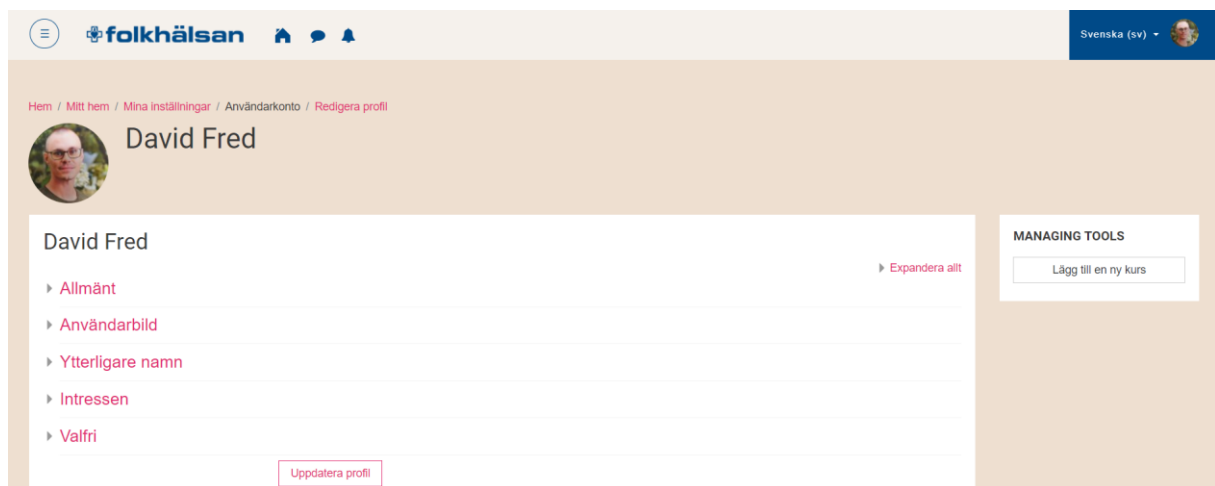 folkhälsan
Svenska (sv)
Hem / Mitt hem / Mina inställningar / Användarkonto / Redigera profil
David Fred
David Fred
Expandera allt
Allmänt
Användarbild
Ytterligare namn
Intressen
Valfri
Uppdatera profil
MANAGING TOOLS
Lägg till en ny kurs